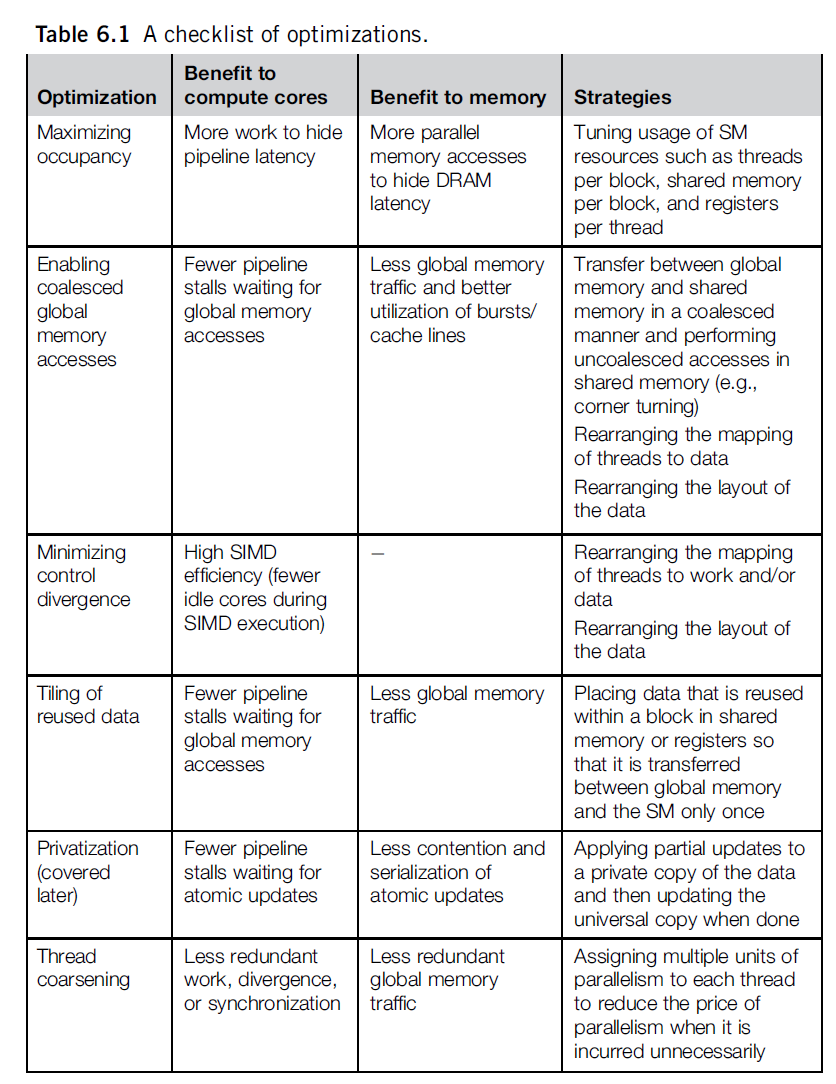 Table 6.1 A checklist of optimizations.
Optimization
Benefit to
compute cores
Benefit to memory
Strategies
Maximizing
occupancy
More work to hide
pipeline latency
More parallel
memory accesses
to hide DRAM
latency
Tuning usage of SM
resources such as threads
per block, shared memory
per block, and registers
per thread
Enabling
coalesced
global
memory
accesses
Fewer pipeline
stalls waiting for
global memory
accesses
Less global memory
traffic and better
utilization of bursts/
cache lines
Transfer between global
memory and shared
memory in a coalesced
manner and performing
uncoalesced accesses in
shared memory (e.g.,
corner turning)
Rearranging the mapping
of threads to data
Rearranging the layout of
the data
Minimizing
control
divergence
High SIMD
efficiency (fewer
idle cores during
SIMD execution)
—
Rearranging the mapping
of threads to work and/or
data
Rearranging the layout of
the data
Tiling of
reused data
Fewer pipeline
stalls waiting for
global memory
accesses
Less global memory
traffic
Placing data that is reused
within a block in shared
memory or registers so
that it is transferred
between global memory
and the SM only once
Privatization
(covered
later)
Fewer pipeline
stalls waiting for
atomic updates
Less contention and
serialization of
atomic updates
Applying partial updates to
a private copy of the data
and then updating the
universal copy when done
Thread
coarsening
Less redundant
work, divergence,
or synchronization
Less redundant
global memory
traffic
Assigning multiple units of
parallelism to each thread
to reduce the price of
parallelism when it is
incurred unnecessarily